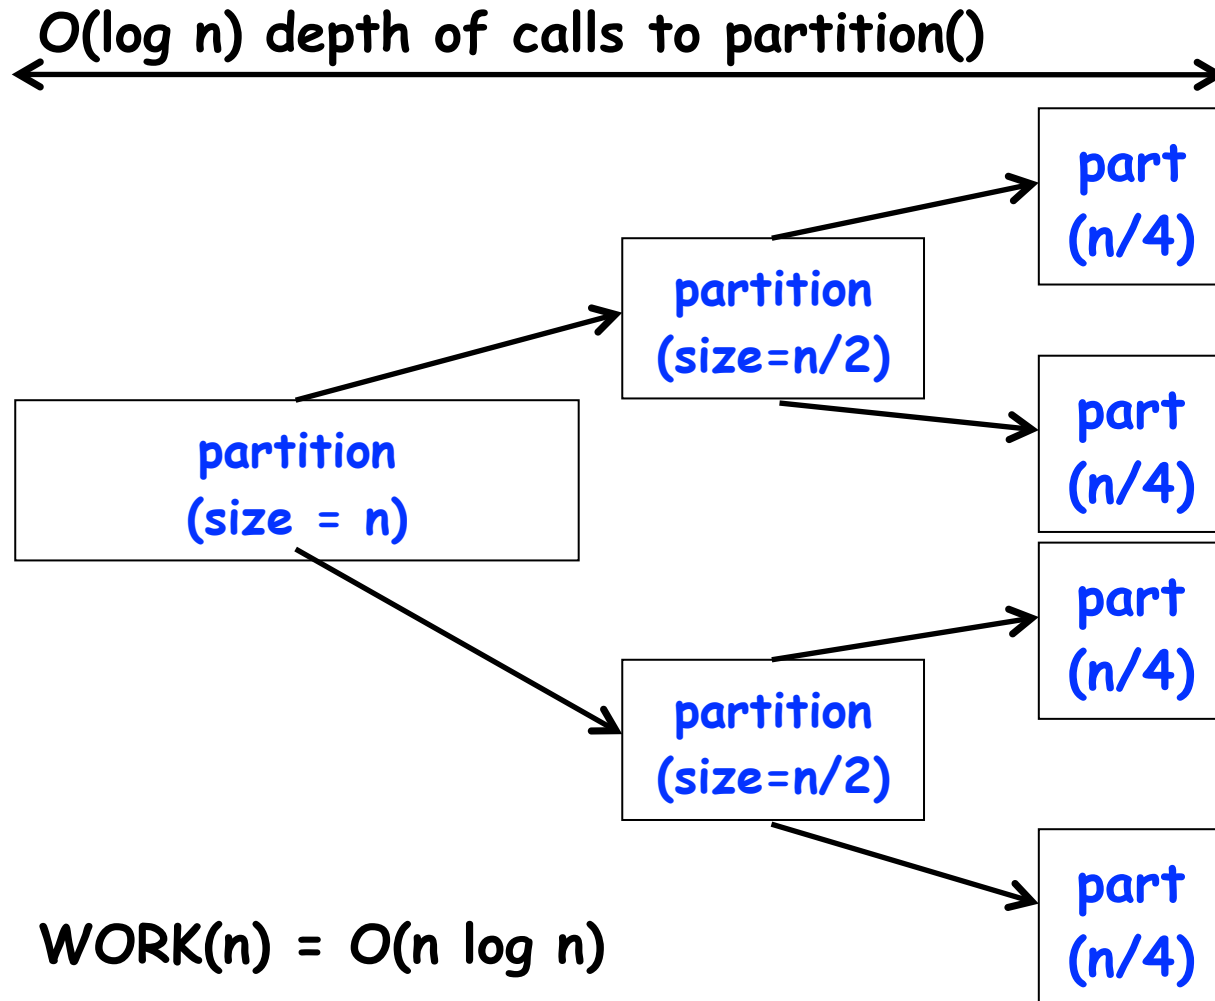 O(log n) depth of calls to partition()
part
(n/4)
partition
(size=n/2)
part
(n/4)
partition
(size = n)
part
(n/4)
partition
(size=n/2)
part
(n/4)
WORK(n) = O(n log n)